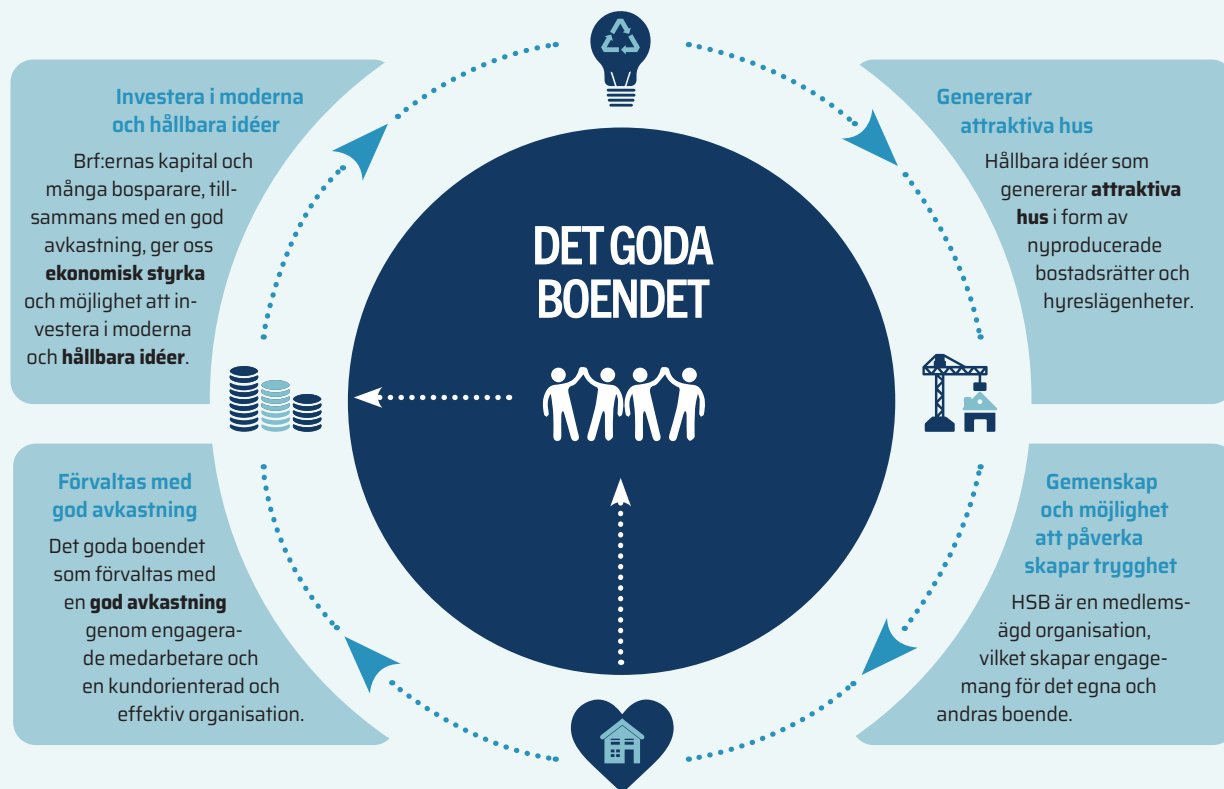 Investera i moderna
och hållbara idéer
Brf:ernas kapital och
många bosparare, till-
sammans med en god
avkastning, ger oss
ekonomisk styrka
och möjlighet att in-
vestera i moderna
och hållbara idéer.
Genererar
attraktiva hus
Hållbara idéer som
genererar attraktiva
hus i form av
nyproducerade
bostadsrätter och
hyreslägenheter.
DET GODA
BOENDET
Förvaltas med
god avkastning
Det goda boendet
som förvaltas med
en god avkastning
genom engagera-
de medarbetare och
en kundorienterad och
effektiv organisation.
Gemenskap
och möjlighet
att påverka
skapar trygghet
HSB är en medlems-
ägd organisation,
vilket skapar engage-
mang för det egna och
andras boende.